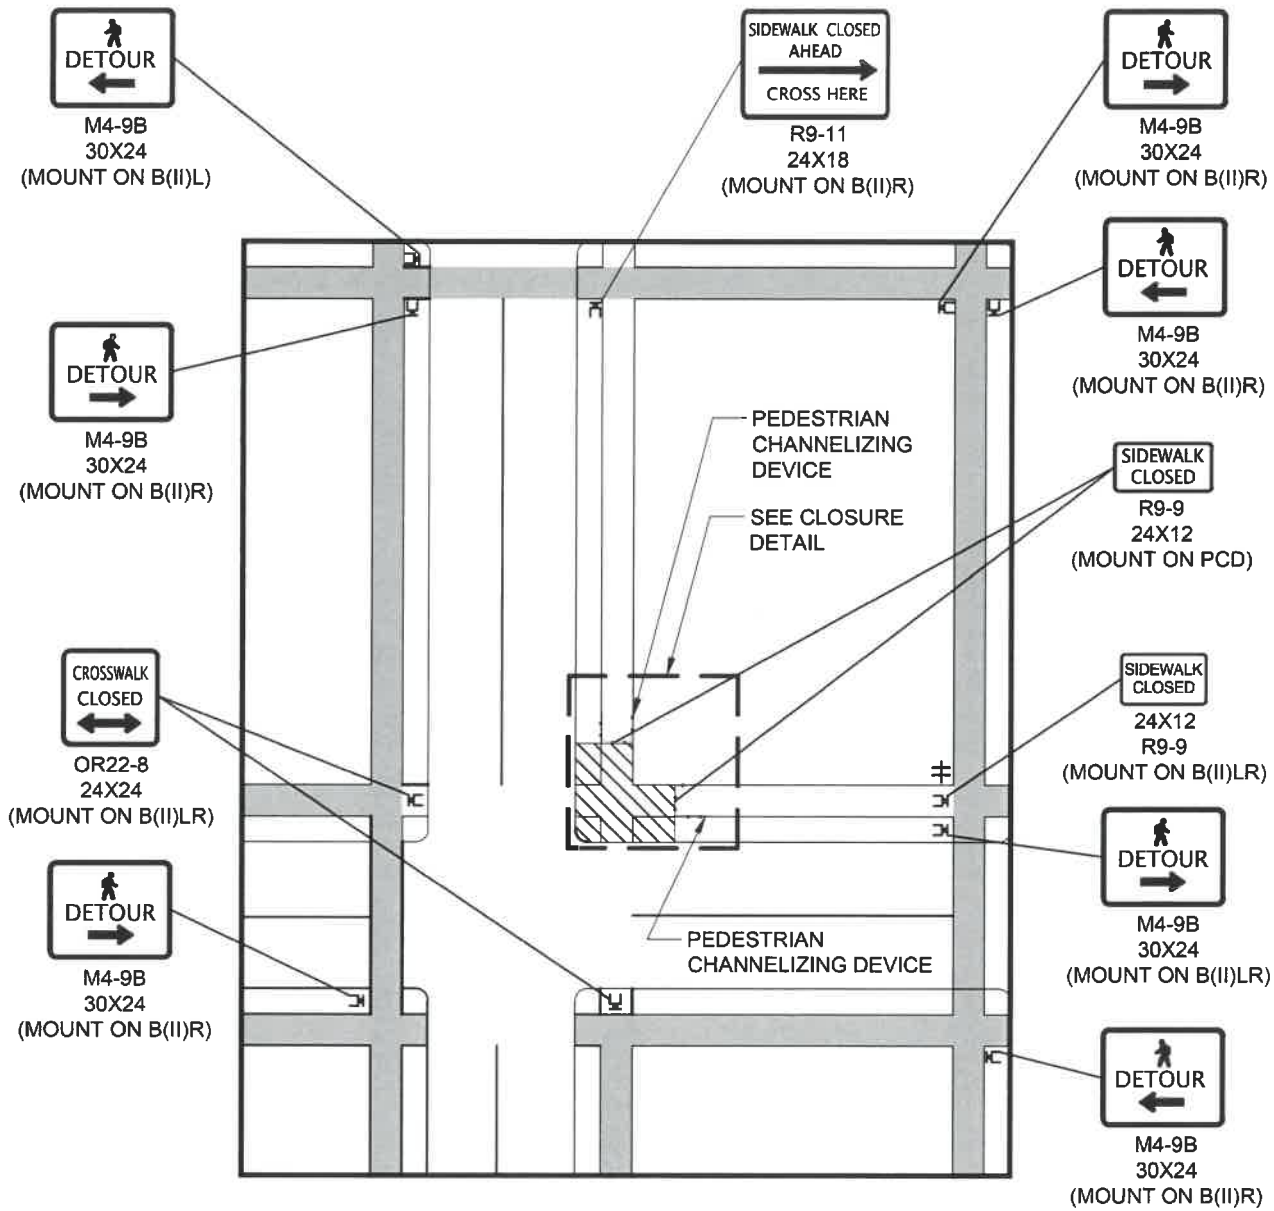 DETOUR
M4-9B
30X24
(MOUNT ON B(II)L)
SIDEWALK CLOSED
AHEAD
CROSS HERE
R9-11
24X18
(MOUNT ON B(II)R)
DETOUR
M4-9B
30X24
(MOUNT ON B(II)R)
DETOUR
M4-9B
30X24
(MOUNT ON B(II)R)
DETOUR
M4-9B
30X24
(MOUNT ON B(II)R)
PEDESTRIAN
CHANNELIZING
DEVICE
SEE CLOSURE
DETAIL
SIDEWALK
CLOSED
R9-9
24X12
(MOUNT ON PCD)
CROSSWALK
CLOSED
OR22-8
24X24
(MOUNT ON B(II)LR)
SIDEWALK
CLOSED
24X12
R9-9
(MOUNT ON B(II)LR)
DETOUR
M4-9B
30X24
(MOUNT ON B(II)R)
PEDESTRIAN
CHANNELIZING DEVICE
DETOUR
M4-9B
30X24
(MOUNT ON B(II)LR)
DETOUR
M4-9B
30X24
(MOUNT ON B(II)R)